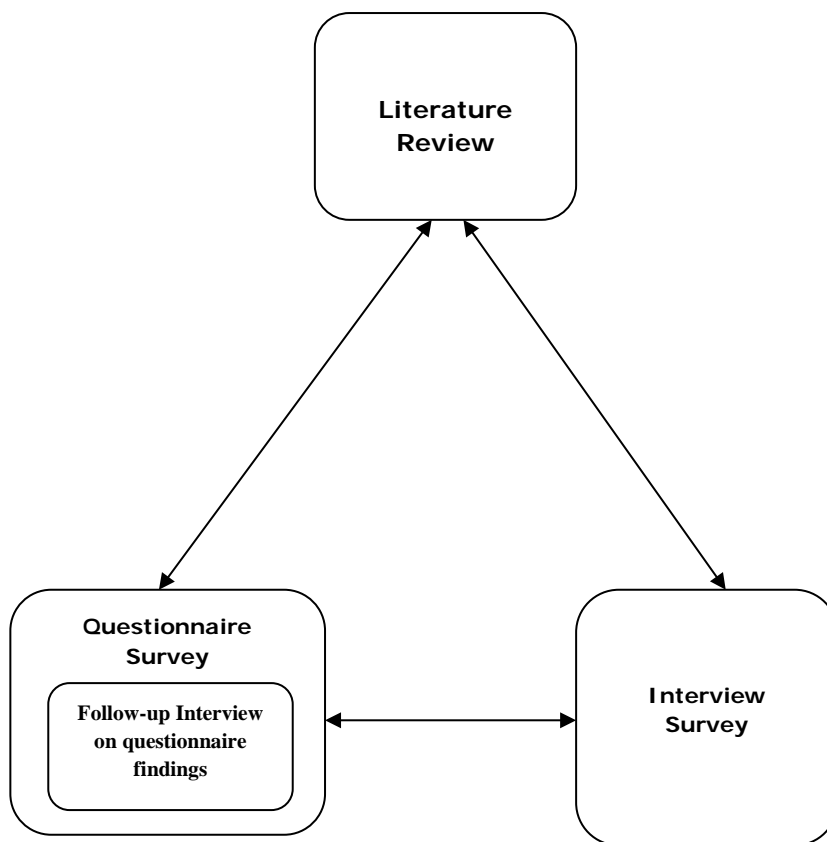 Literature
Review
Questionnaire
Survey
Follow-up Interview
on questionnaire
findings
Interview
Survey